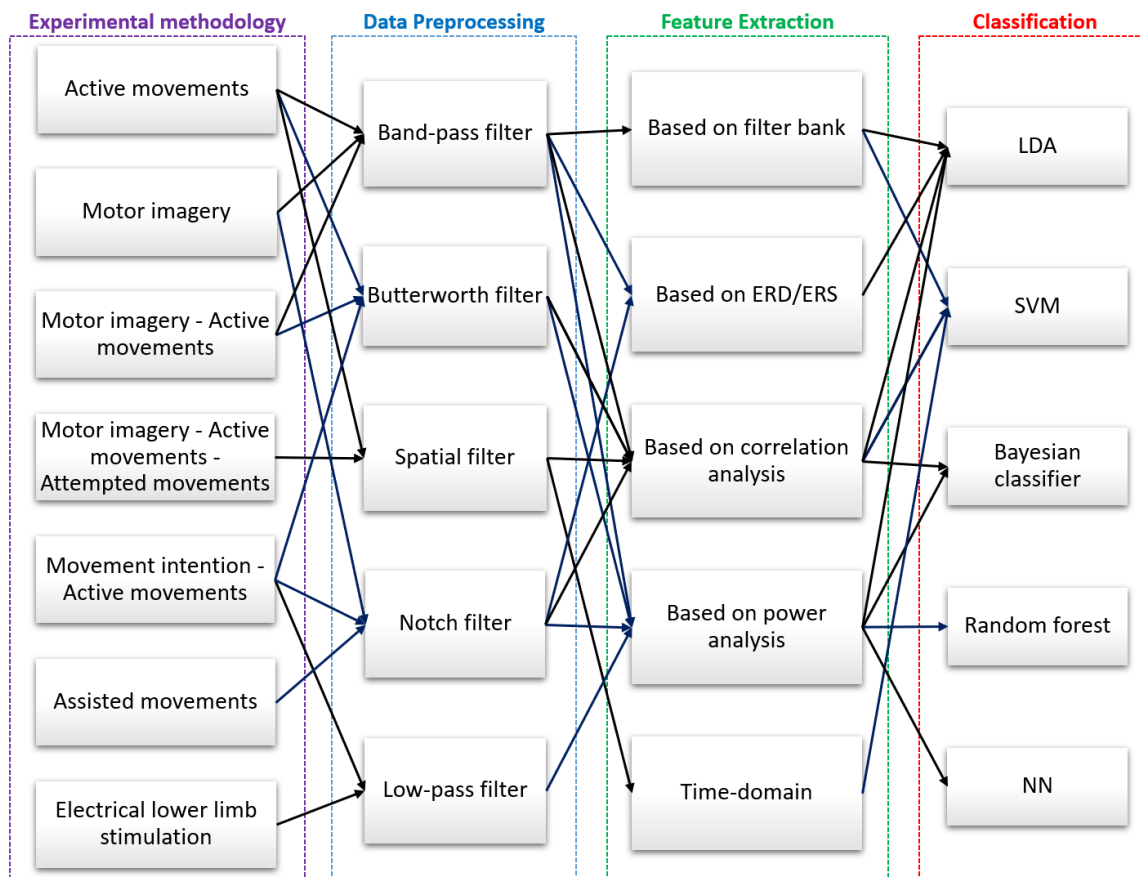 Experimental methodology
Active movements
Motor imagery
Motor imagery - Active
movements
Motor imagery - Active
movements -
Attempted movements
Movement intention -
Active movements
Assisted movements
Electrical lower limb
stimulation
Data Preprocessing
Band-pass filter
Butterworth filter
Spatial filter
Notch filter
Low-pass filter
Feature Extraction
Based on filter bank
Based on ERD/ERS
Based on correlation
analysis
Based on power
analysis
Time-domain
Classification
LDA
SVM
Bayesian
classifier
Random forest
NN